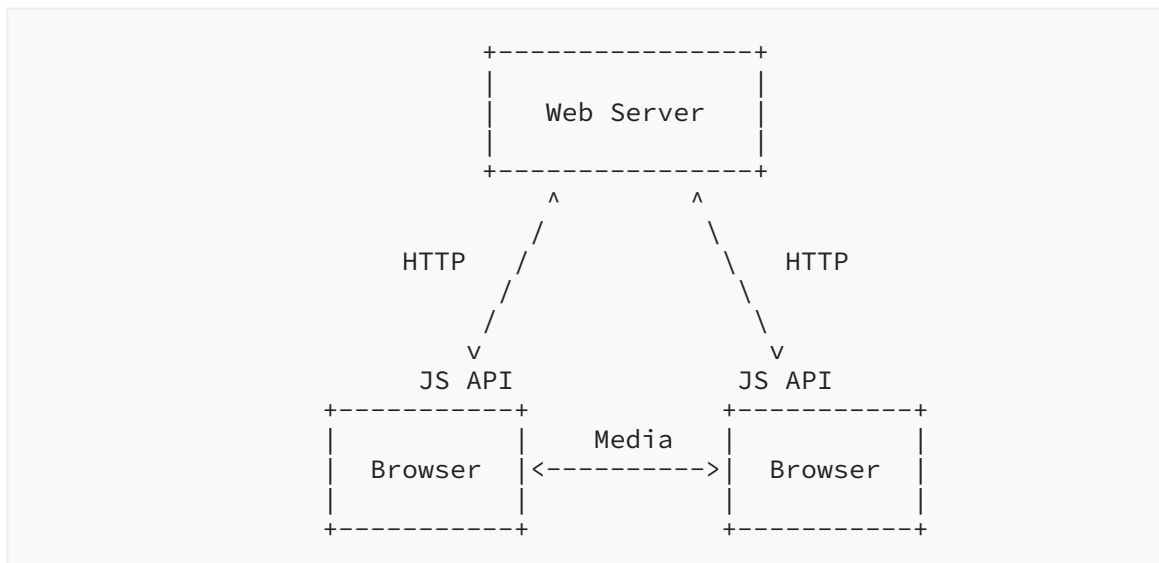 Web Server
HTTP HTTP
JS API JS API
Media
Browser Browser